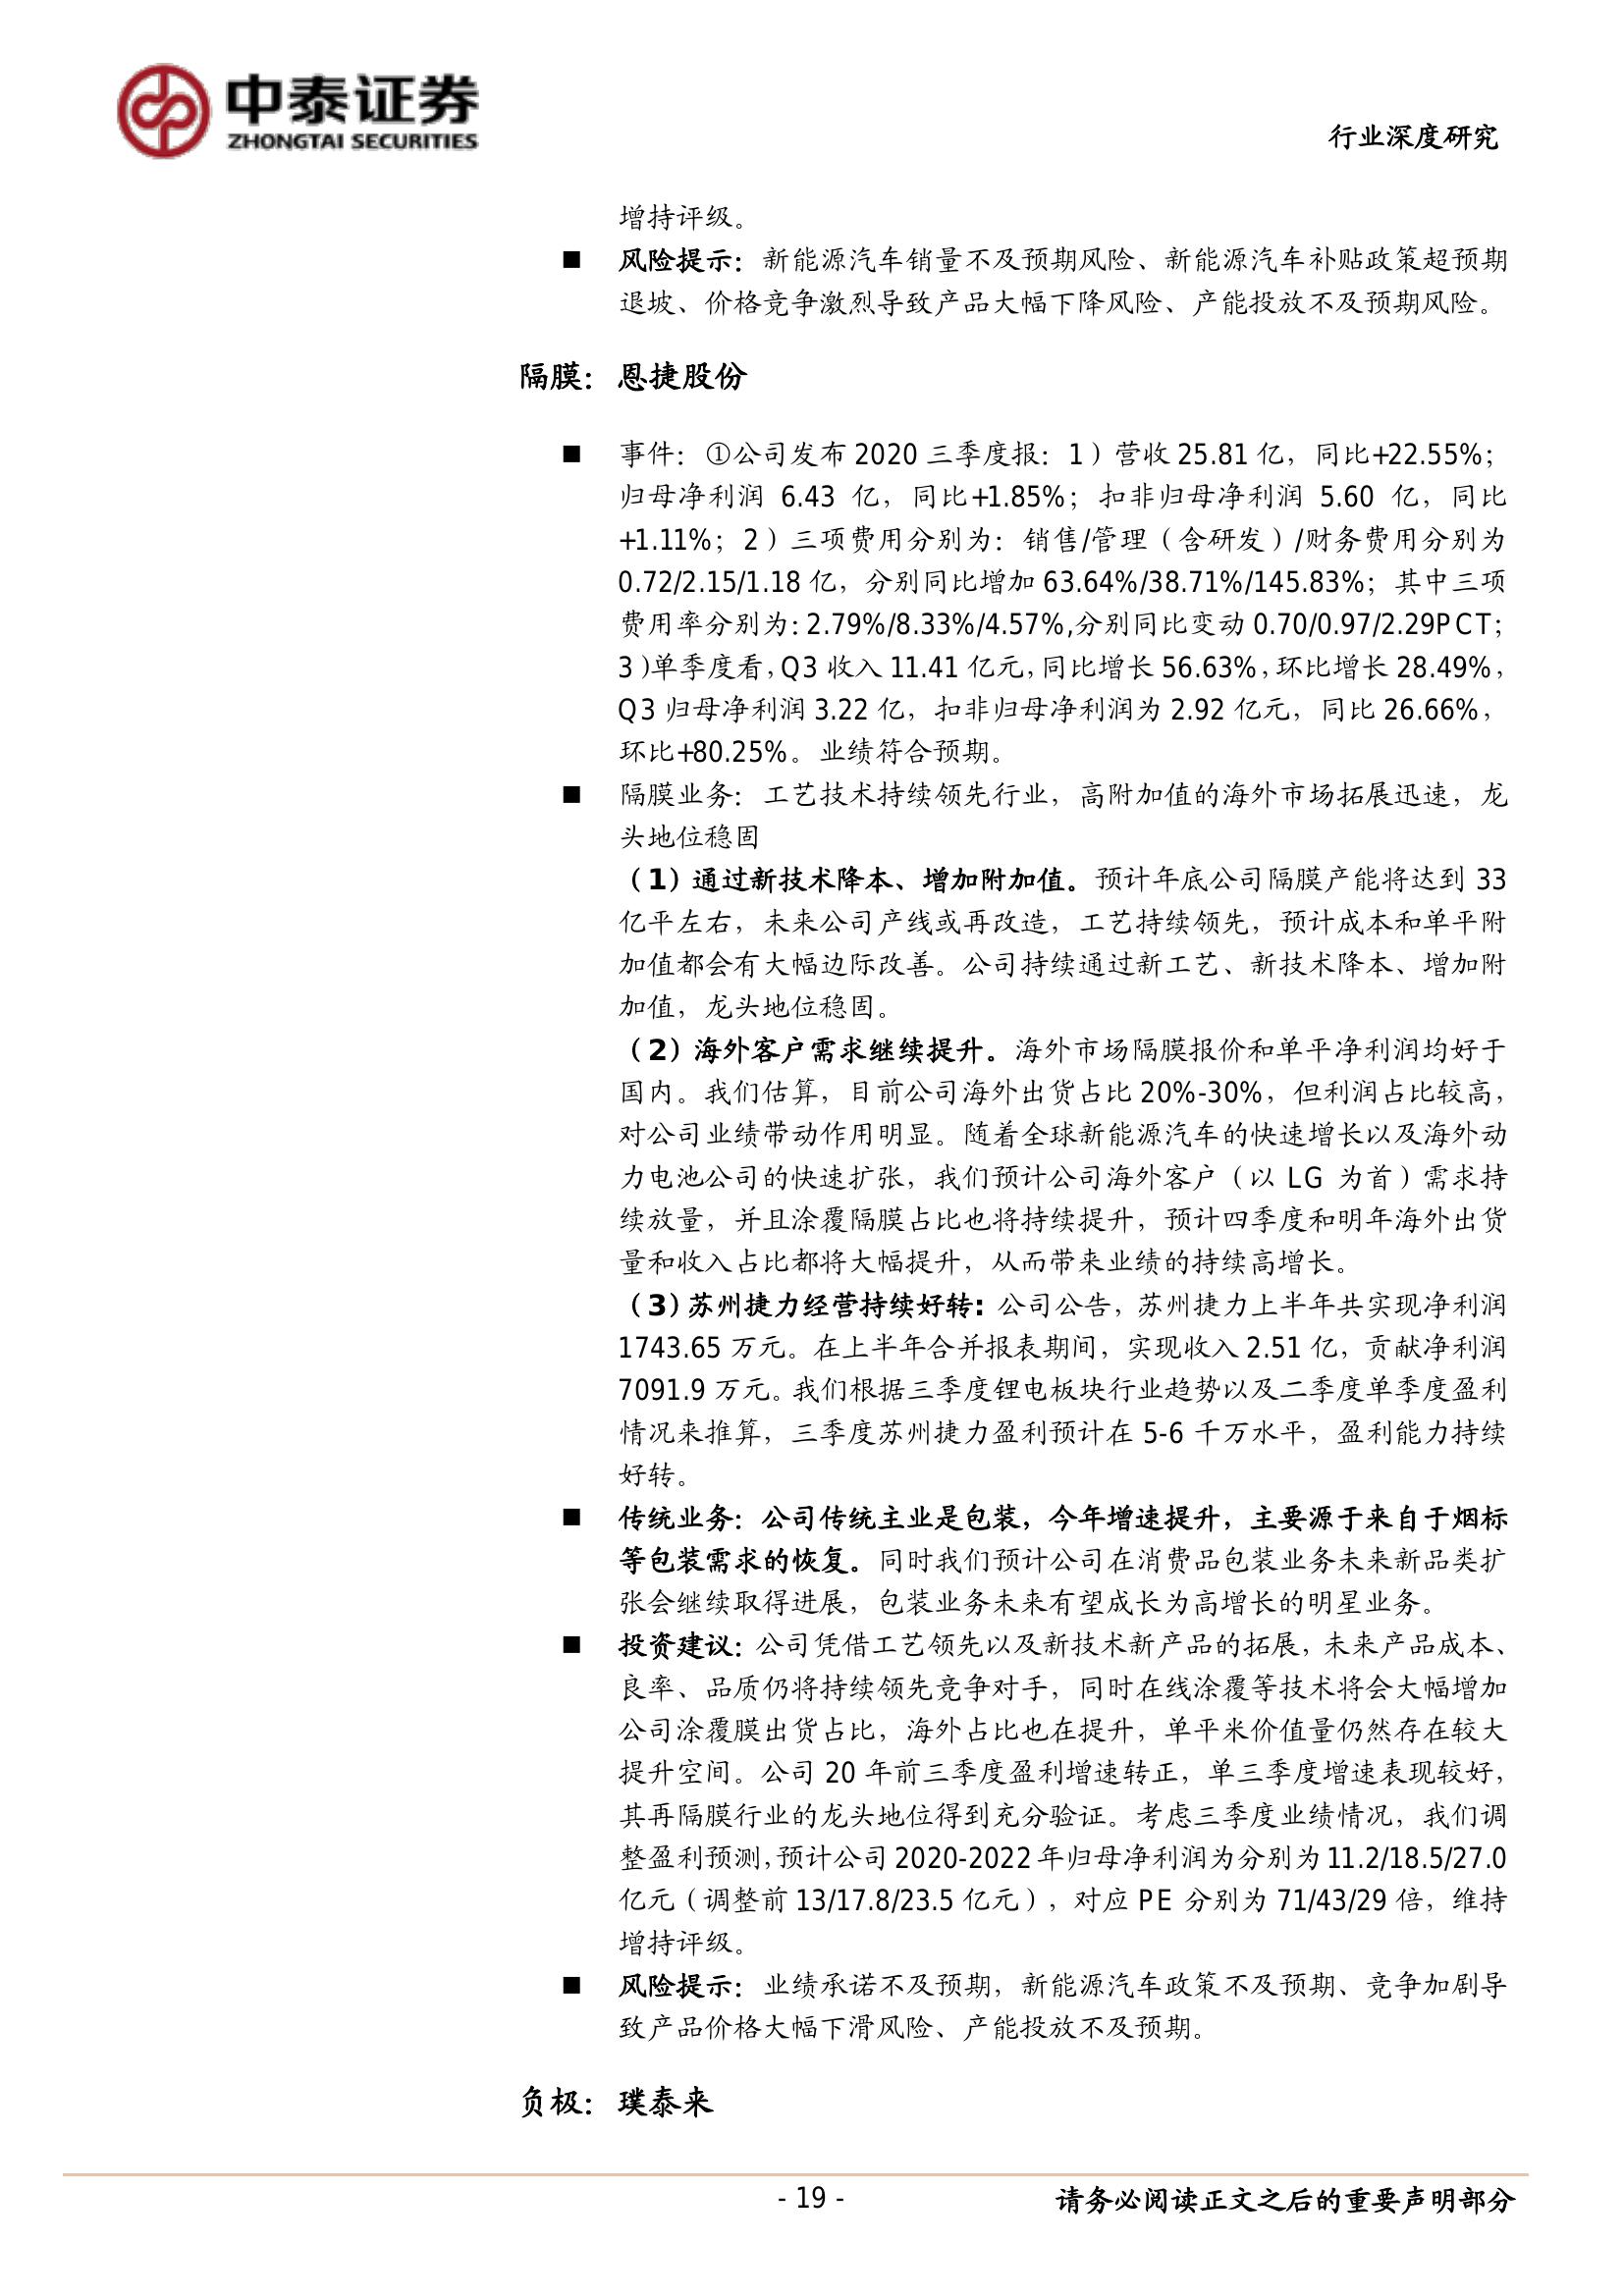 中泰证券
ZHONGTAI SECURITIES
行业深度研究
增持评级。
■ 风险提示：新能源汽车销量不及预期风险、新能源汽车补贴政策超预期
退坡、价格竞争激烈导致产品大幅下降风险、产能投放不及预期风险。
隔膜：恩捷股份
■ 事件：①公司发布 2020 三季度报：1）营收 25.81 亿，同比+22.55%；
归母净利润 6.43 亿，同比+1.85%；扣非归母净利润 5.60 亿，同比
+1.11%；2）三项费用分别为：销售/管理（含研发）/财务费用分别为
0.72/2.15/1.18 亿，分别同比增加 63.64%/38.71%/145.83%；其中三项
费用率分别为：2.79%/8.33%/4.57%,分别同比变动 0.70/0.97/2.29PCT；
3）单季度看，Q3 收入 11.41 亿元，同比增长 56.63%，环比增长 28.49%，
Q3 归母净利润 3.22 亿，扣非归母净利润为 2.92 亿元，同比 26.66%，
环比+80.25%。业绩符合预期。
■ 隔膜业务：工艺技术持续领先行业，高附加值的海外市场拓展迅速，龙
头地位稳固
（1）通过新技术降本、增加附加值。预计年底公司隔膜产能将达到 33
亿平左右，未来公司产线或再改造，工艺持续领先，预计成本和单平附
加值都会有大幅边际改善。公司持续通过新工艺、新技术降本、增加附
加值，龙头地位稳固。
（2）海外客户需求继续提升。海外市场隔膜报价和单平净利润均好于
国内。我们估算，目前公司海外出货占比 20%-30%，但利润占比较高，
对公司业绩带动作用明显。随着全球新能源汽车的快速增长以及海外动
力电池公司的快速扩张，我们预计公司海外客户（以 LG 为首）需求持
续放量，并且涂覆隔膜占比也将持续提升，预计四季度和明年海外出货
量和收入占比都将大幅提升，从而带来业绩的持续高增长。
（3）苏州捷力经营持续好转：公司公告，苏州捷力上半年共实现净利润
1743.65 万元。在上半年合并报表期间，实现收入 2.51 亿，贡献净利润
7091.9 万元。我们根据三季度锂电板块行业趋势以及二季度单季度盈利
情况来推算，三季度苏州捷力盈利预计在 5-6 千万水平，盈利能力持续
好转。
■ 传统业务：公司传统主业是包装，今年增速提升，主要源于来自于烟标
等包装需求的恢复。同时我们预计公司在消费品包装业务未来新品类扩
张会继续取得进展，包装业务未来有望成长为高增长的明星业务。
■ 投资建议：公司凭借工艺领先以及新技术新产品的拓展，未来产品成本、
良率、品质仍将持续领先竞争对手，同时在线涂覆等技术将会大幅增加
公司涂覆膜出货占比，海外占比也在提升，单平米价值量仍然存在较大
提升空间。公司 20 年前三季度盈利增速转正，单三季度增速表现较好，
其再隔膜行业的龙头地位得到充分验证。考虑三季度业绩情况，我们调
整盈利预测，预计公司 2020-2022 年归母净利润为分别为 11.2/18.5/27.0
亿元（调整前 13/17.8/23.5 亿元），对应 PE 分别为 71/43/29 倍，维持
增持评级。
■ 风险提示：业绩承诺不及预期，新能源汽车政策不及预期、竞争加剧导
致产品价格大幅下滑风险、产能投放不及预期。
负极：璞泰来
- 19 -
请务必阅读正文之后的重要声明部分